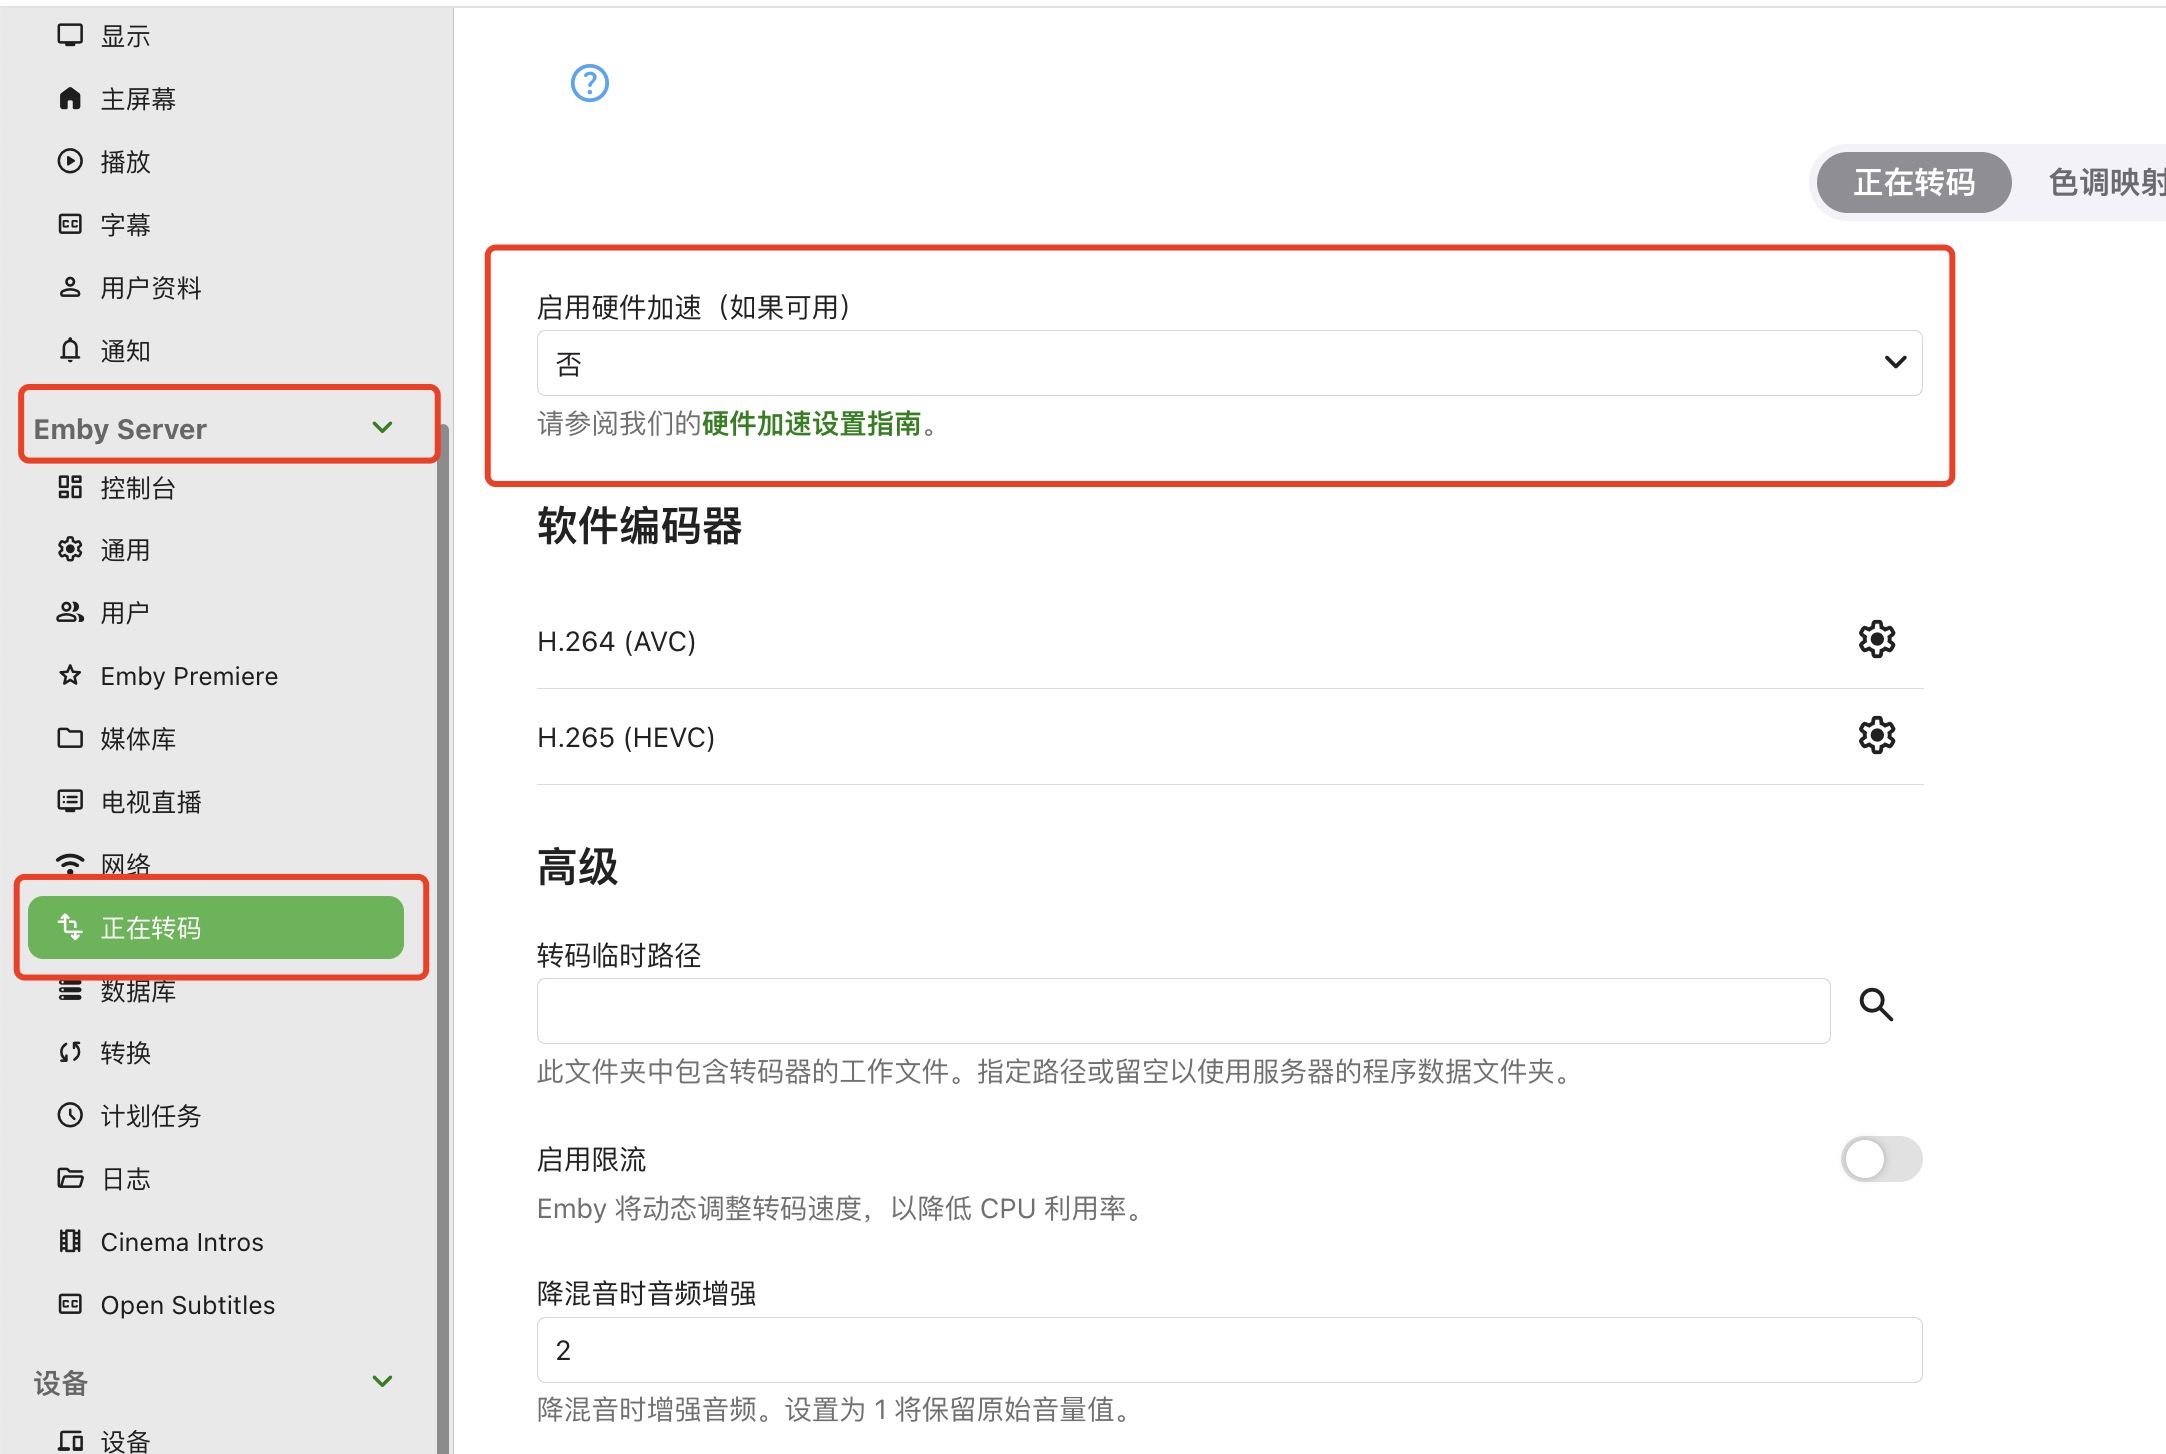 显示
主屏幕
播放
字幕
用户资料
通知
Emby Server
控制台
通用
用户
Emby Premiere
媒体库
电视直播
网络
正在转码
数据库
转换
计划任务
日志
Cinema Intros
Open Subtitles
设备
设备
正在转码 色调映射
启用硬件加速（如果可用）
否
请参阅我们的硬件加速设置指南。
软件编码器
H.264 (AVC)
H.265 (HEVC)
高级
转码临时路径
此文件夹中包含转码器的工作文件。指定路径或留空以使用服务器的程序数据文件夹。
启用限流
Emby 将动态调整转码速度，以降低 CPU 利用率。
降混音时音频增强
2
降混音时增强音频。设置为 1 将保留原始音量值。